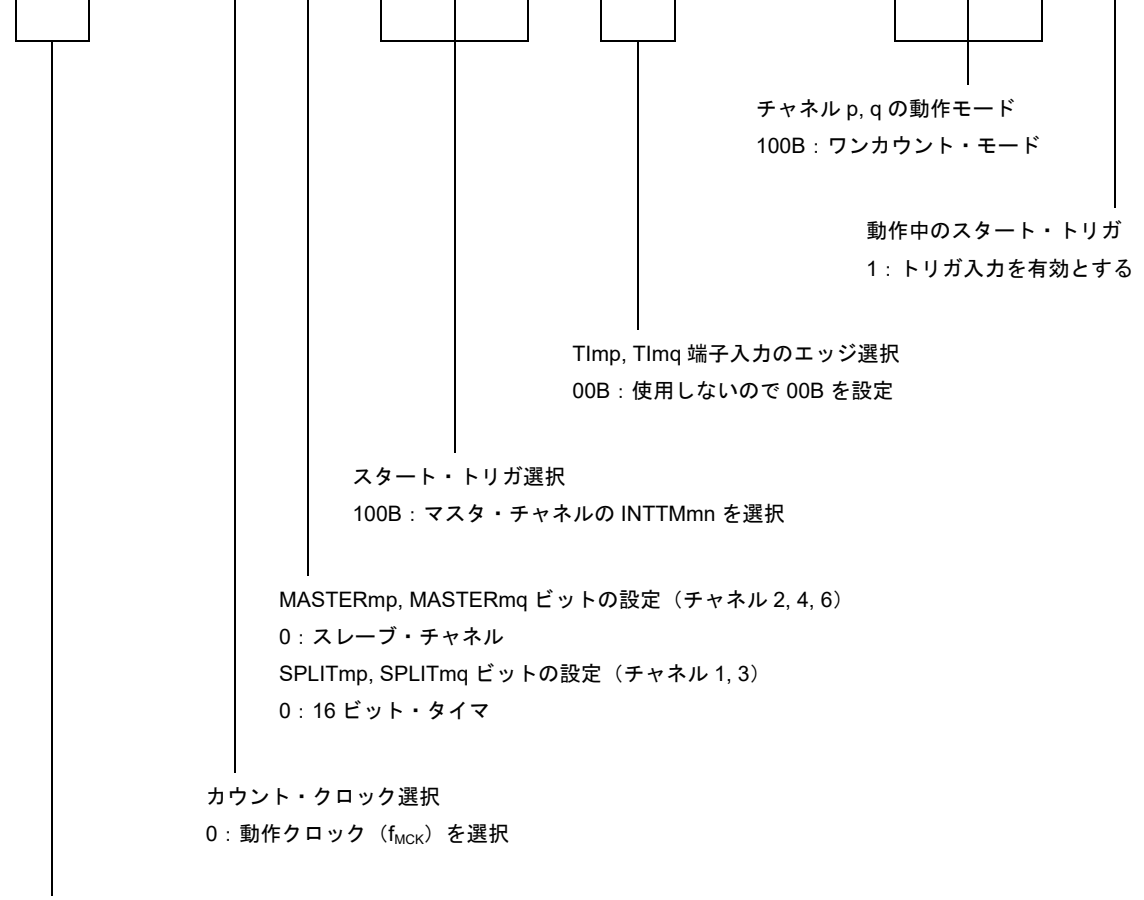 チャネル p, q の動作モード
100B：ワンカウント・モード
動作中のスタート・トリガ
1：トリガ入力を有効とする
TImp, TImq 端子入力のエッジ選択
00B：使用しないので 00B を設定
スタート・トリガ選択
100B：マスタ・チャネルの INTTMmn を選択
MASTERmp, MASTERmq ビットの設定（チャネル 2, 4, 6）
0：スレーブ・チャネル
SPLITmp, SPLITmq ビットの設定（チャネル 1, 3）
0：16 ビット・タイマ
カウント・クロック選択
0：動作クロック（fMCK）を選択